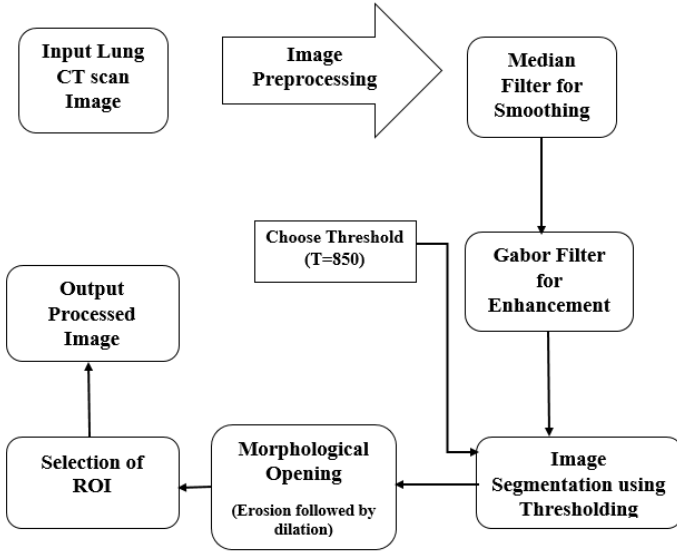 Input Lung
CT scan
Image
Image
Preprocessing
Median
Filter for
Smoothing
Choose Threshold
(T=850)
Gabor Filter
for
Enhancement
Output
Processed
Image
Selection of
ROI
Morphological
Opening
(Erosion followed by
dilation)
Image
Segmentation using
Thresholding